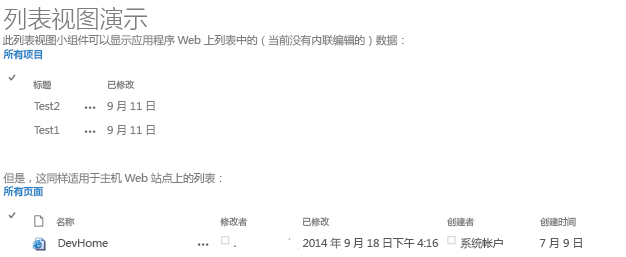 列表视图演示
此列表视图小组件可以显示应用程序 Web 上列表中的（当前没有内联编辑的）数据：
所有项目
标题 已修改
Test2 ••• 9 月 11 日
Test1 ••• 9 月 11 日
但是，这同样适用于主机 Web 站点上的列表：
所有页面
名称 修改者 已修改 创建者 创建时间
DevHome ••• 2014 年 9 月 18 日下午 4:16 系统帐户 7 月 9 日